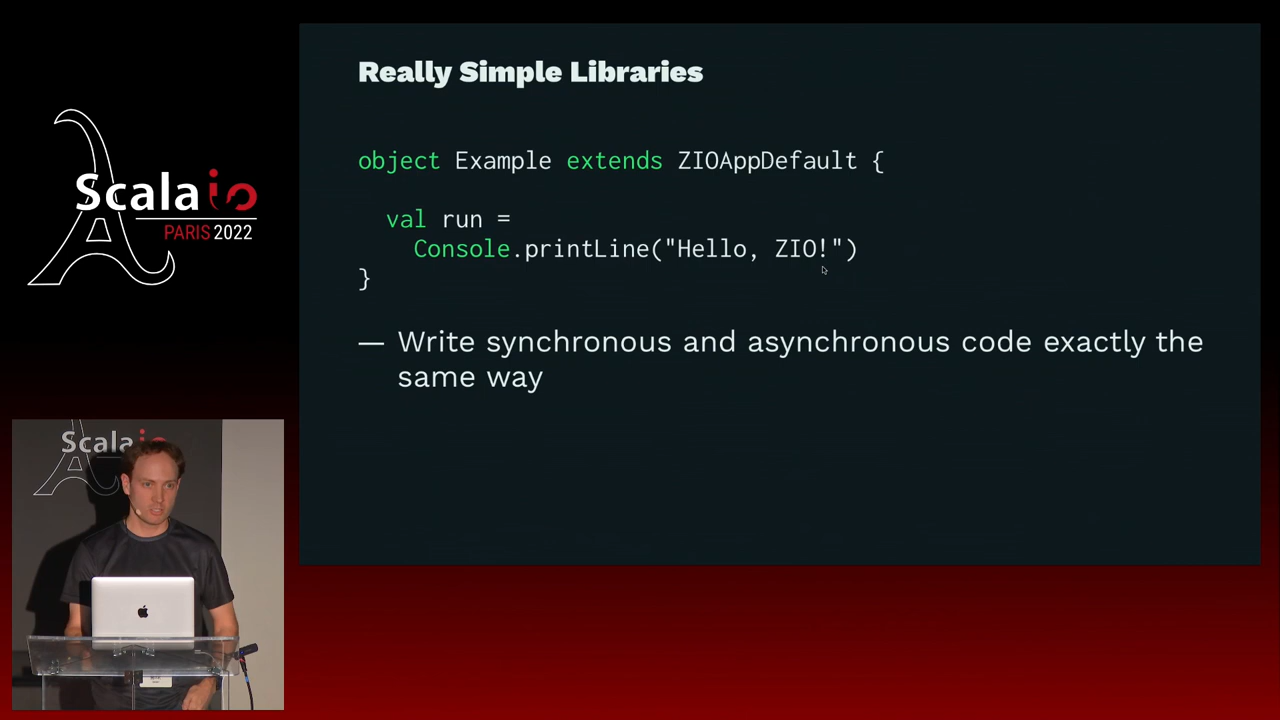 Scala io
PARIS 2022
Really Simple Libraries
object Example extends ZIOAppDefault {
val run =
Console.printLine("Hello, ZIO!")
}
— Write synchronous and asynchronous code exactly the
same way
Scala io